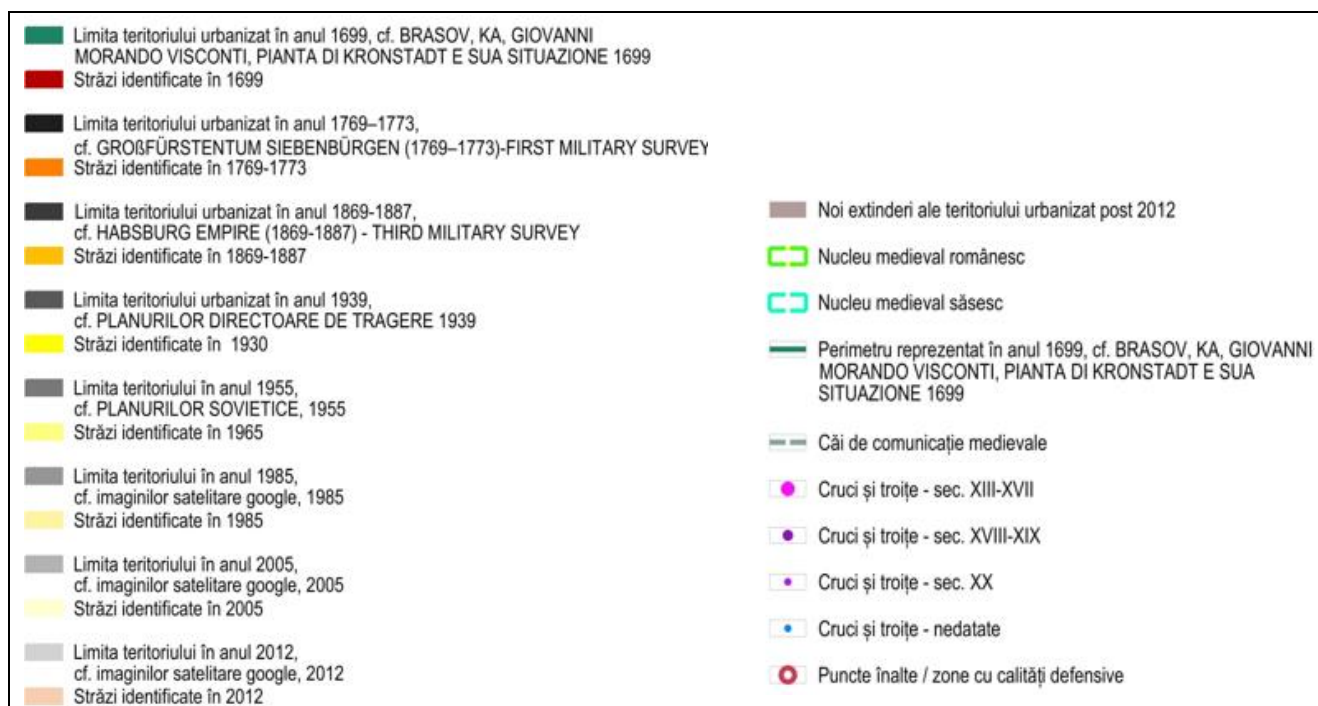 Limita teritoriului urbanizat în anul 1699, cf. BRASOV, KA, GIOVANNI
MORANDO VISCONTI, PIANTA DI KRONSTADT E SUA SITUAZIONE 1699
Străzi identificate în 1699
Limita teritoriului urbanizat în anul 1769–1773,
cf. GROßFÜRSTENTUM SIEBENBÜRGEN (1769–1773)-FIRST MILITARY SURVEY
Străzi identificate în 1769-1773
Limita teritoriului urbanizat în anul 1869-1887,
cf. HABSBURG EMPIRE (1869-1887) - THIRD MILITARY SURVEY
Străzi identificate în 1869-1887
Limita teritoriului urbanizat în anul 1939,
cf. PLANURILOR DIRECTOARE DE TRAGERE 1939
Străzi identificate în 1930
Limita teritoriului în anul 1955,
cf. PLANURILOR SOVIETICE, 1955
Străzi identificate în 1965
Limita teritoriului în anul 1985,
cf. imaginilor satelitare google, 1985
Străzi identificate în 1985
Limita teritoriului în anul 2005,
cf. imaginilor satelitare google, 2005
Străzi identificate în 2005
Limita teritoriului în anul 2012,
cf. imaginilor satelitare google, 2012
Străzi identificate în 2012
Noi extinderi ale teritoriului urbanizat post 2012
Nucleu medieval românesc
Nucleu medieval săsesc
Perimetru reprezentat în anul 1699, cf. BRASOV, KA, GIOVANNI
MORANDO VISCONTI, PIANTA DI KRONSTADT E SUA
SITUAZIONE 1699
Căi de comunicație medievale
Cruci și troițe - sec. XIII-XVII
Cruci și troițe - sec. XVIII-XIX
Cruci și troițe - sec. XX
Cruci și troițe - nedatate
Puncte înalte / zone cu calități defensive